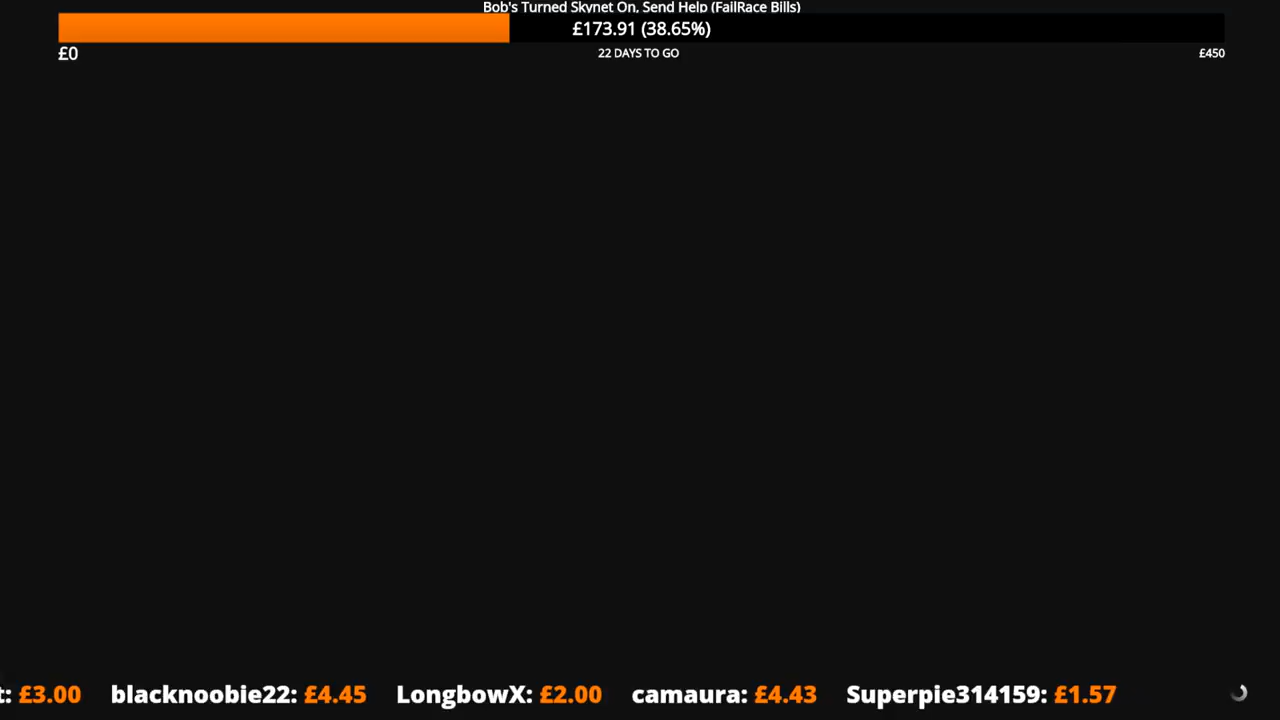 Bob's Turned Skynet On, Send Help (FailRace Bills)
£173.91 (38.65%)
£0 22 DAYS TO GO £450
t: £3.00 blacknoobie22: £4.45 LongbowX: £2.00 camaura: £4.43 Superpie314159: £1.57